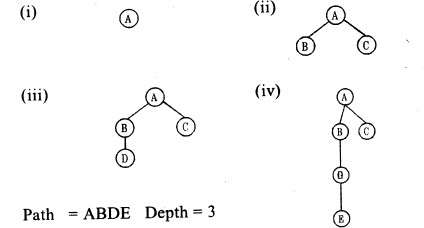 (i)
A
(ii)
A
B
C
(iii)
A
B
C
D
(iv)
A
B
C
G
E
Path = ABDE Depth = 3